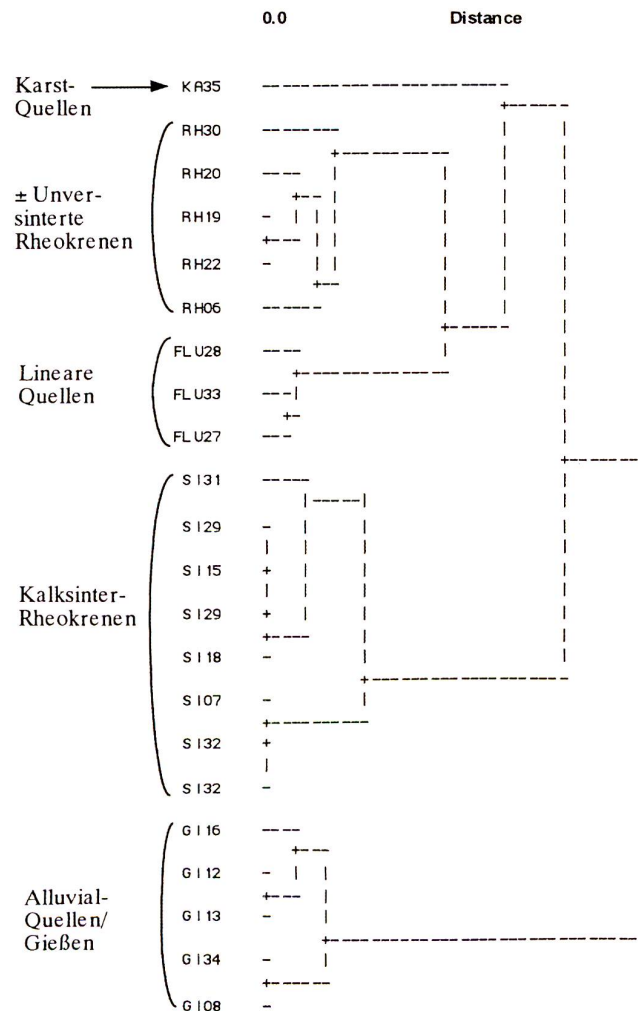 0.0 Distance
Karst-
Quellen
KA35
RH30
RH20
± Unver-
sinterte
Rheokrenen
RH19
RH22
RH06
FLU28
Lineare
Quellen
FLU33
FLU27
SI31
SI29
SI15
Kalksinter-
Rheokrenen
SI29
SI18
SI07
SI32
SI32
GI16
GI12
Alluvial-
Quellen/
Gießen
GI13
GI34
GI08